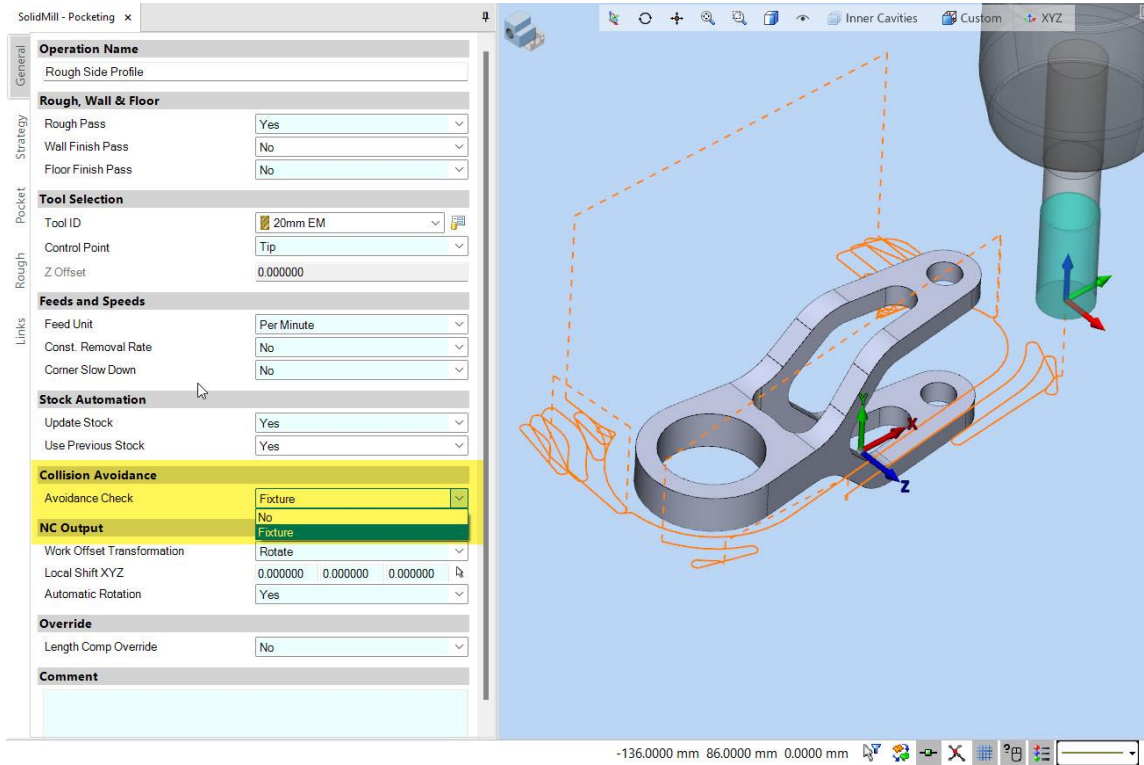 SolidMill - Pocketing ×
Inner Cavities Custom XYZ
General
Strategy
Pocket
Rough
Links
Operation Name
Rough Side Profile
Rough, Wall & Floor
Rough Pass Yes
Wall Finish Pass No
Floor Finish Pass No
Tool Selection
Tool ID 20mm EM
Control Point Tip
Z Offset 0.000000
Feeds and Speeds
Feed Unit Per Minute
Const. Removal Rate No
Corner Slow Down No
Stock Automation
Update Stock Yes
Use Previous Stock Yes
Collision Avoidance
Avoidance Check Fixture
No
NC Output
Fixture
Work Offset Transformation Rotate
Local Shift XYZ 0.000000 0.000000 0.000000
Automatic Rotation Yes
Override
Length Comp Override No
Comment
Y
X
Z
-136.0000 mm 86.0000 mm 0.0000 mm